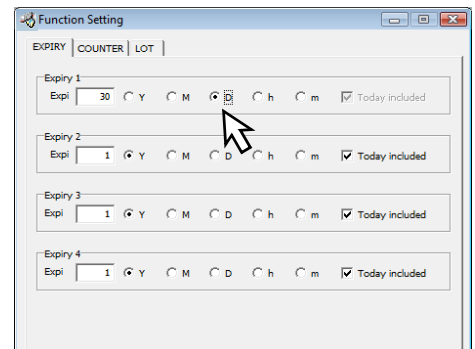 Function Setting
EXPIRY COUNTER LOT
Expiry 1
Expi 30 Y M D h m Today included
Expiry 2
Expi 1 Y M D h m Today included
Expiry 3
Expi 1 Y M D h m Today included
Expiry 4
Expi 1 Y M D h m Today included